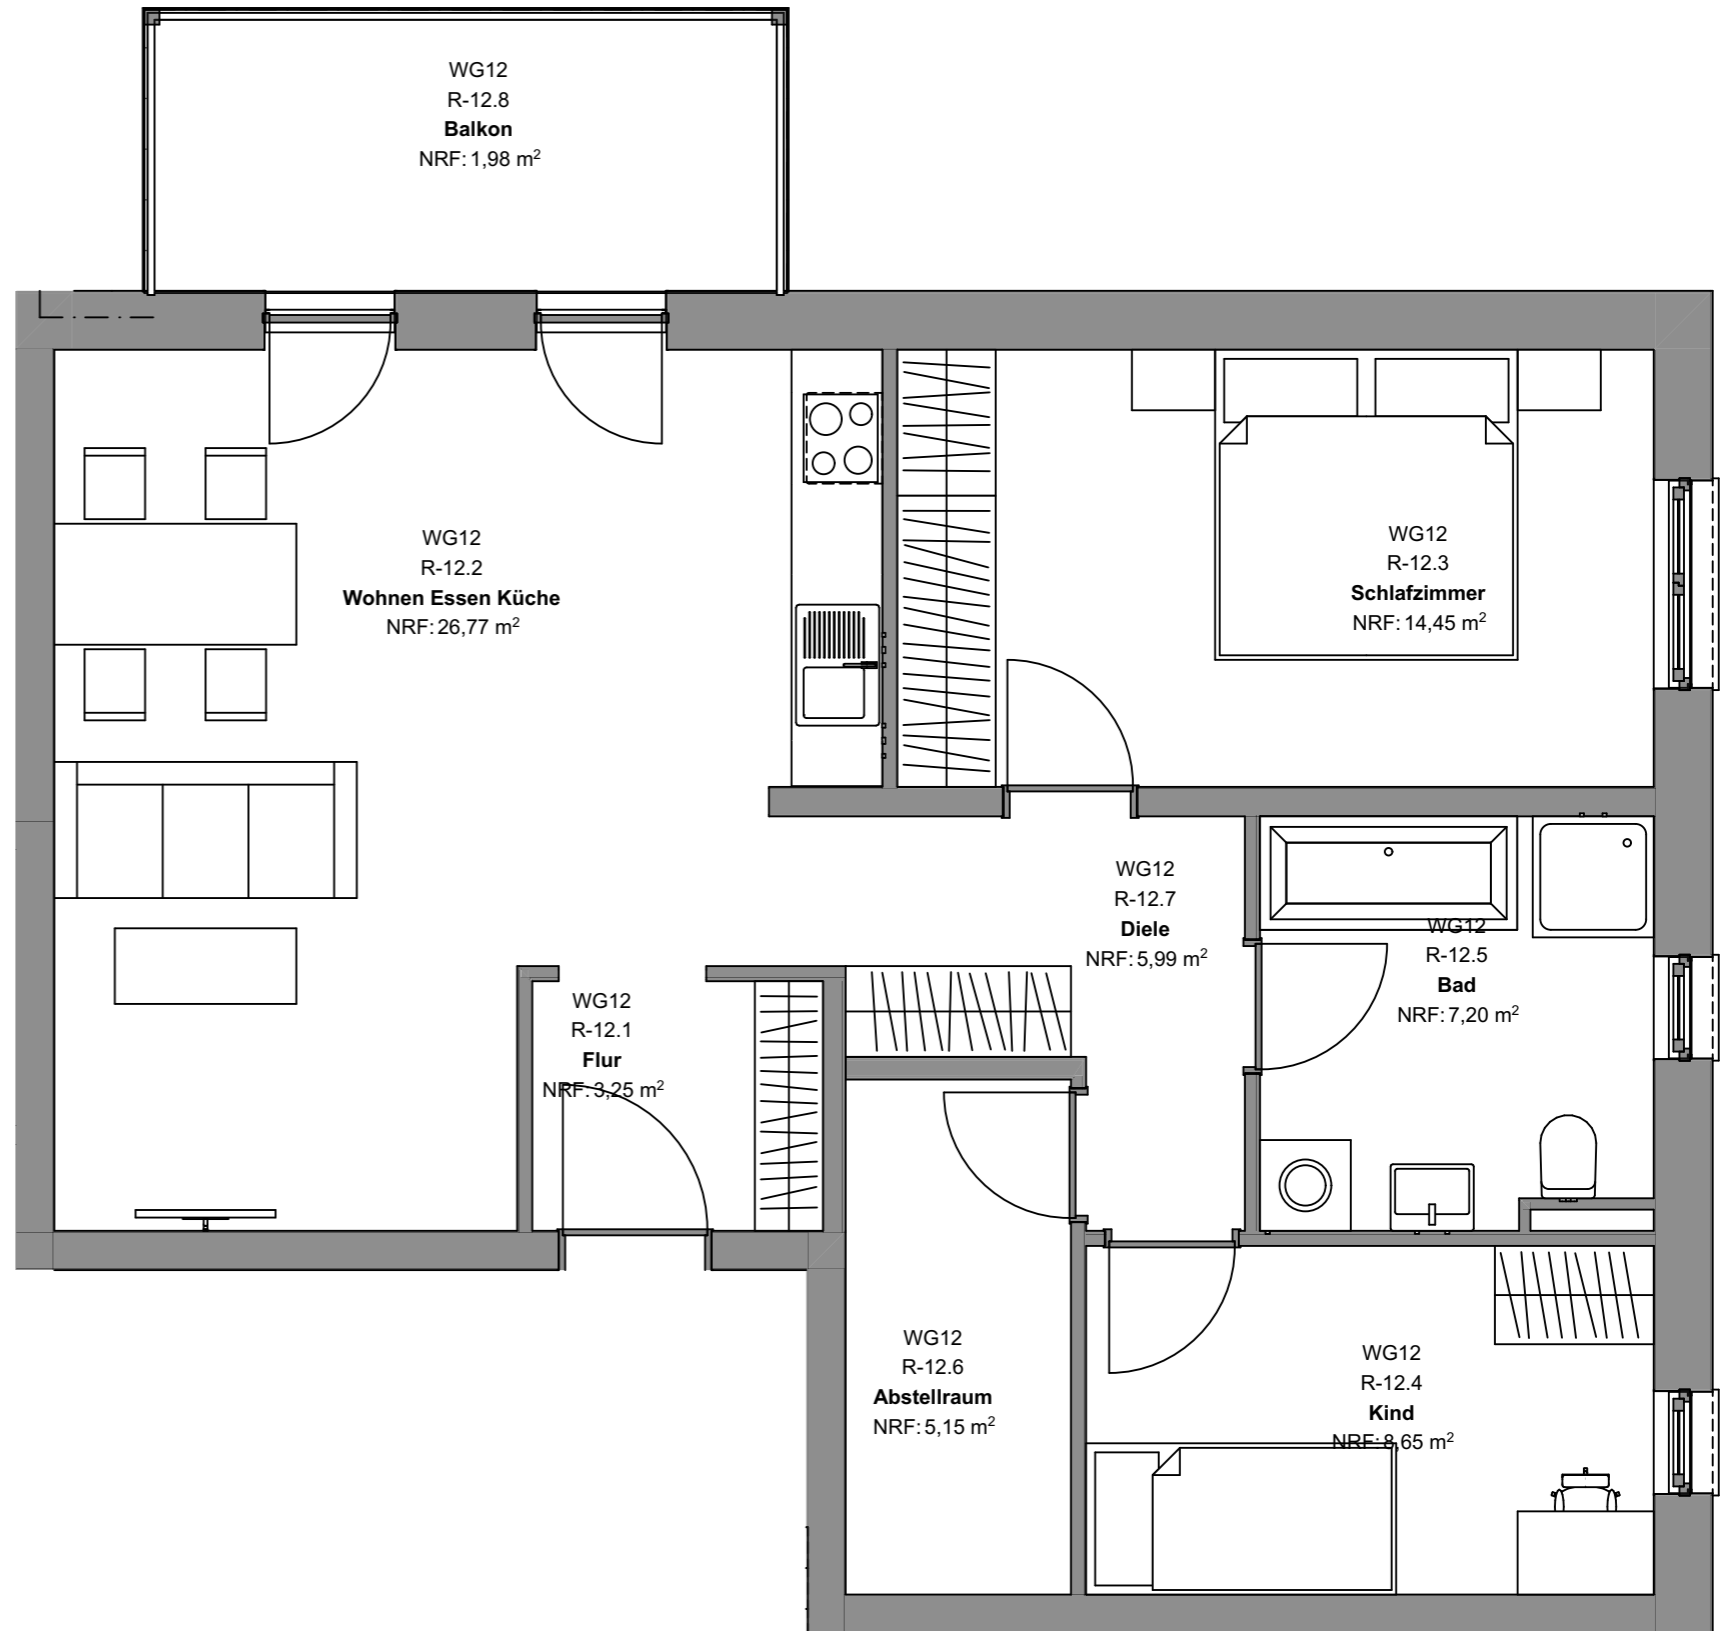 WG12
R-12.8
Balkon
NRF: 1,98 m²
WG12
R-12.2
Wohnen Essen Küche
NRF: 26,77 m²
WG12
R-12.3
Schlafzimmer
NRF: 14,45 m²
WG12
R-12.7
Diele
NRF: 5,99 m²
WG12
R-12.5
Bad
NRF: 7,20 m²
WG12
R-12.1
Flur
NRF: 3,25 m²
WG12
R-12.6
Abstellraum
NRF: 5,15 m²
WG12
R-12.4
Kind
NRF: 8,65 m²